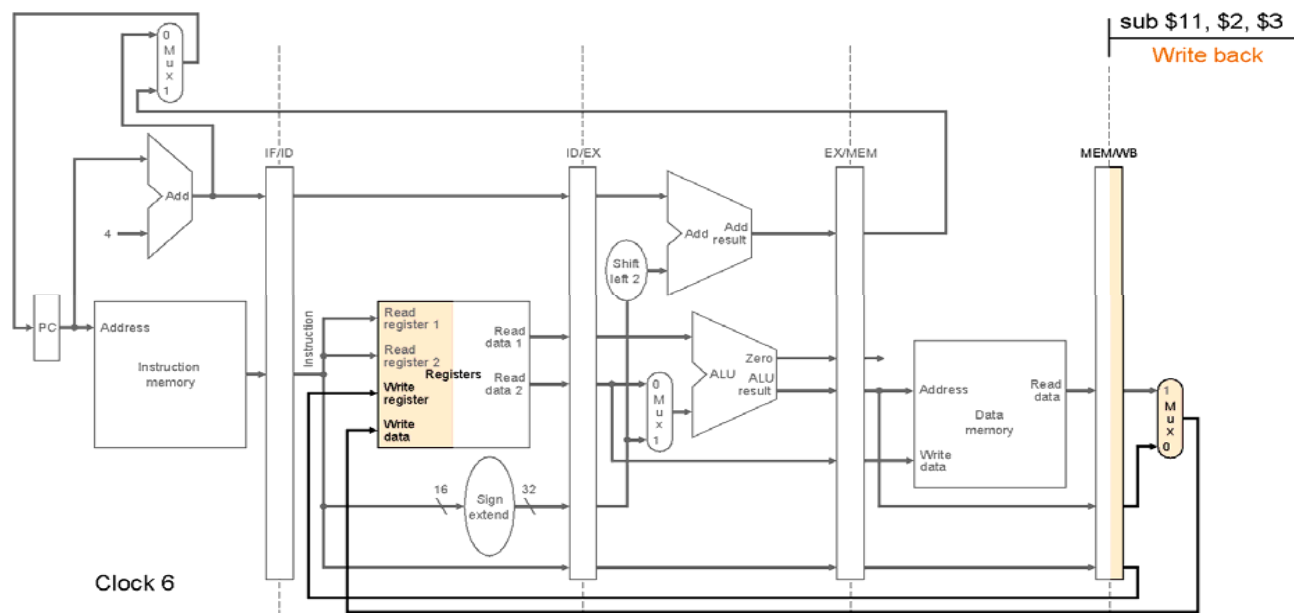 sub $11, $2, $3
Write back
0
M
u
x
1
IF/ID
ID/EX
EX/MEM
MEM/WB
Add
4
Add
Add
result
Shift
left 2
PC
Address
Instruction
memory
Instruction
Read
register 1
Read
register 2
Write
register
Write
data
Registers
Read
data 1
Read
data 2
0
M
u
x
1
Zero
ALU
ALU
result
Address
Read
data
Data
memory
Write
data
1
M
u
x
0
16
Sign
extend
32
Clock 6